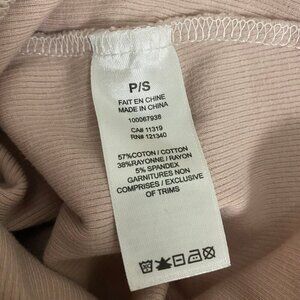 P/S
FAIT EN CHINE
MADE IN CHINA
100067938
CA# 11319
RN# 121340
57%COTON / COTTON
38%RAYONNE / RAYON
5% SPANDEX
GARNITURES NON
COMPRISES / EXCLUSIVE
OF TRIMS